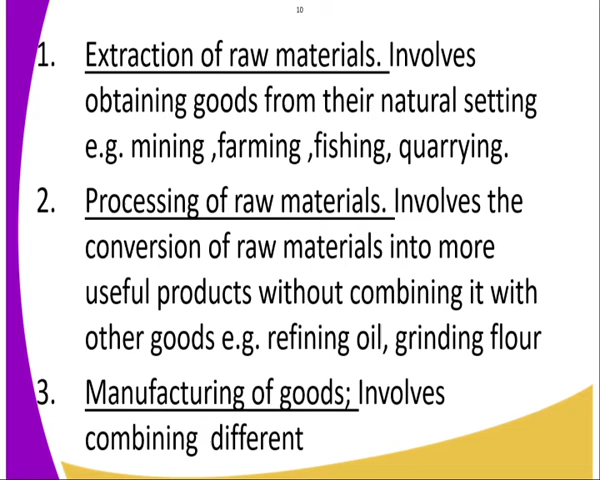 10
1. Extraction of raw materials. Involves
obtaining goods from their natural setting
e.g. mining ,farming ,fishing, quarrying.
2. Processing of raw materials. Involves the
conversion of raw materials into more
useful products without combining it with
other goods e.g. refining oil, grinding flour
3. Manufacturing of goods; Involves
combining different